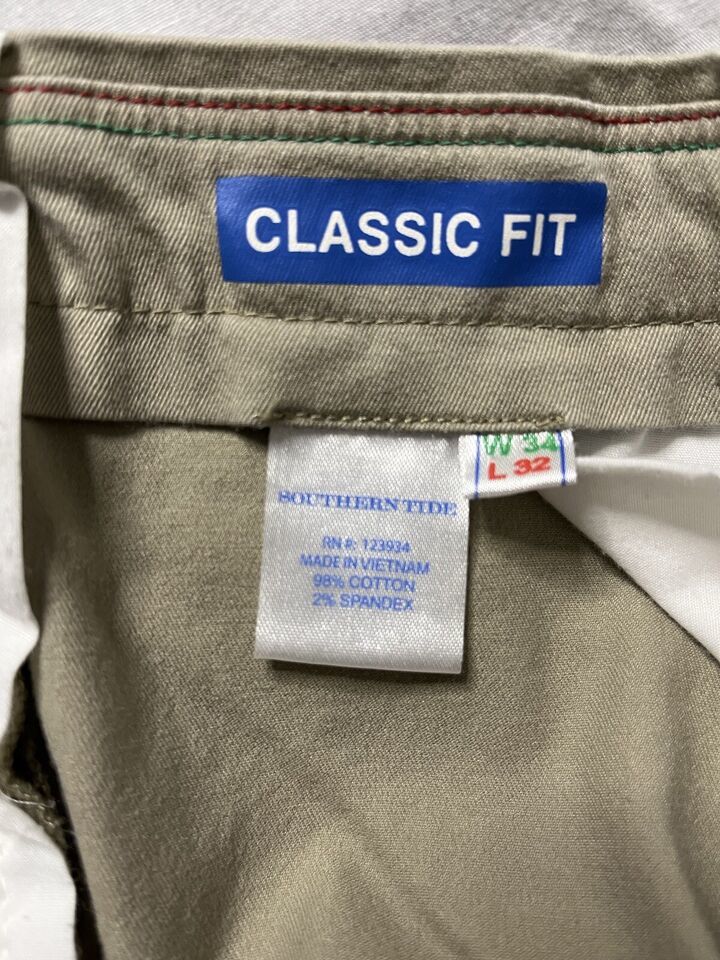 CLASSIC FIT
W 34
L 32
SOUTHERN TIDE
RN #: 123934
MADE IN VIETNAM
98% COTTON
2% SPANDEX